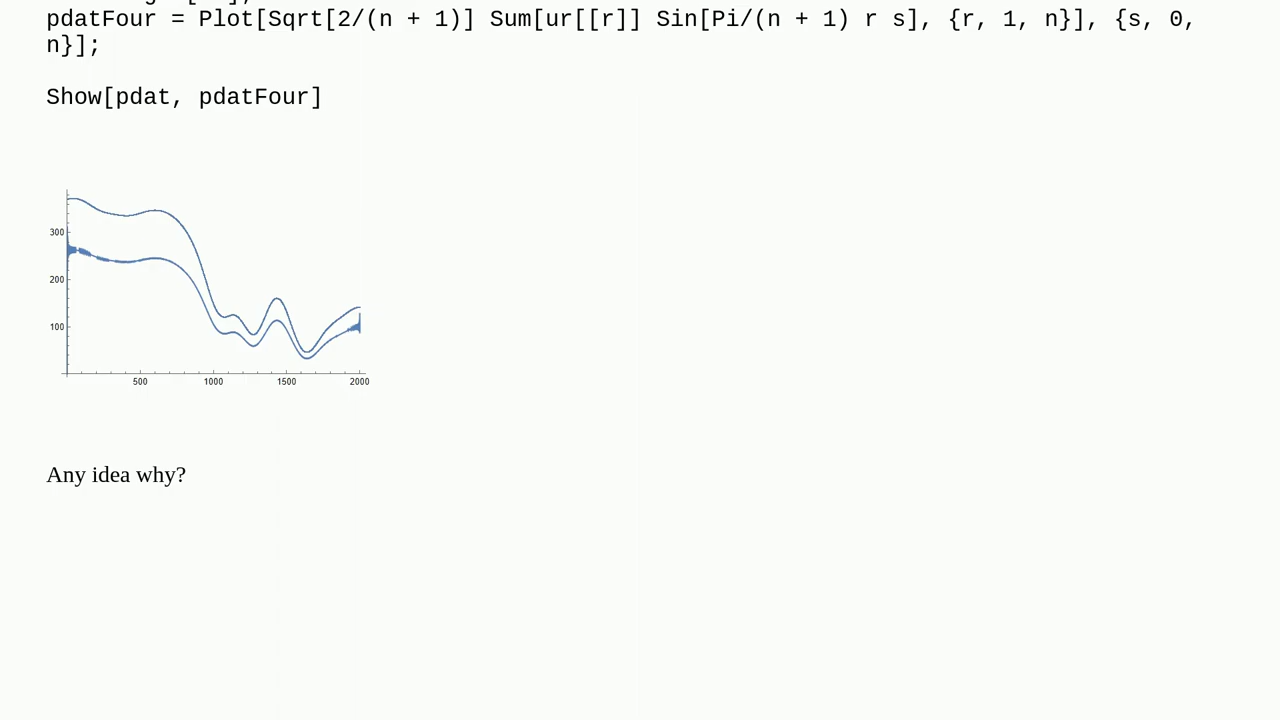 pdatFour = Plot[Sqrt[2/(n + 1)] Sum[ur[[r]] Sin[Pi/(n + 1) r s], {r, 1, n}], {s, 0,
n}];
Show[pdat, pdatFour]
300
200
100
500 1000 1500 2000
Any idea why?